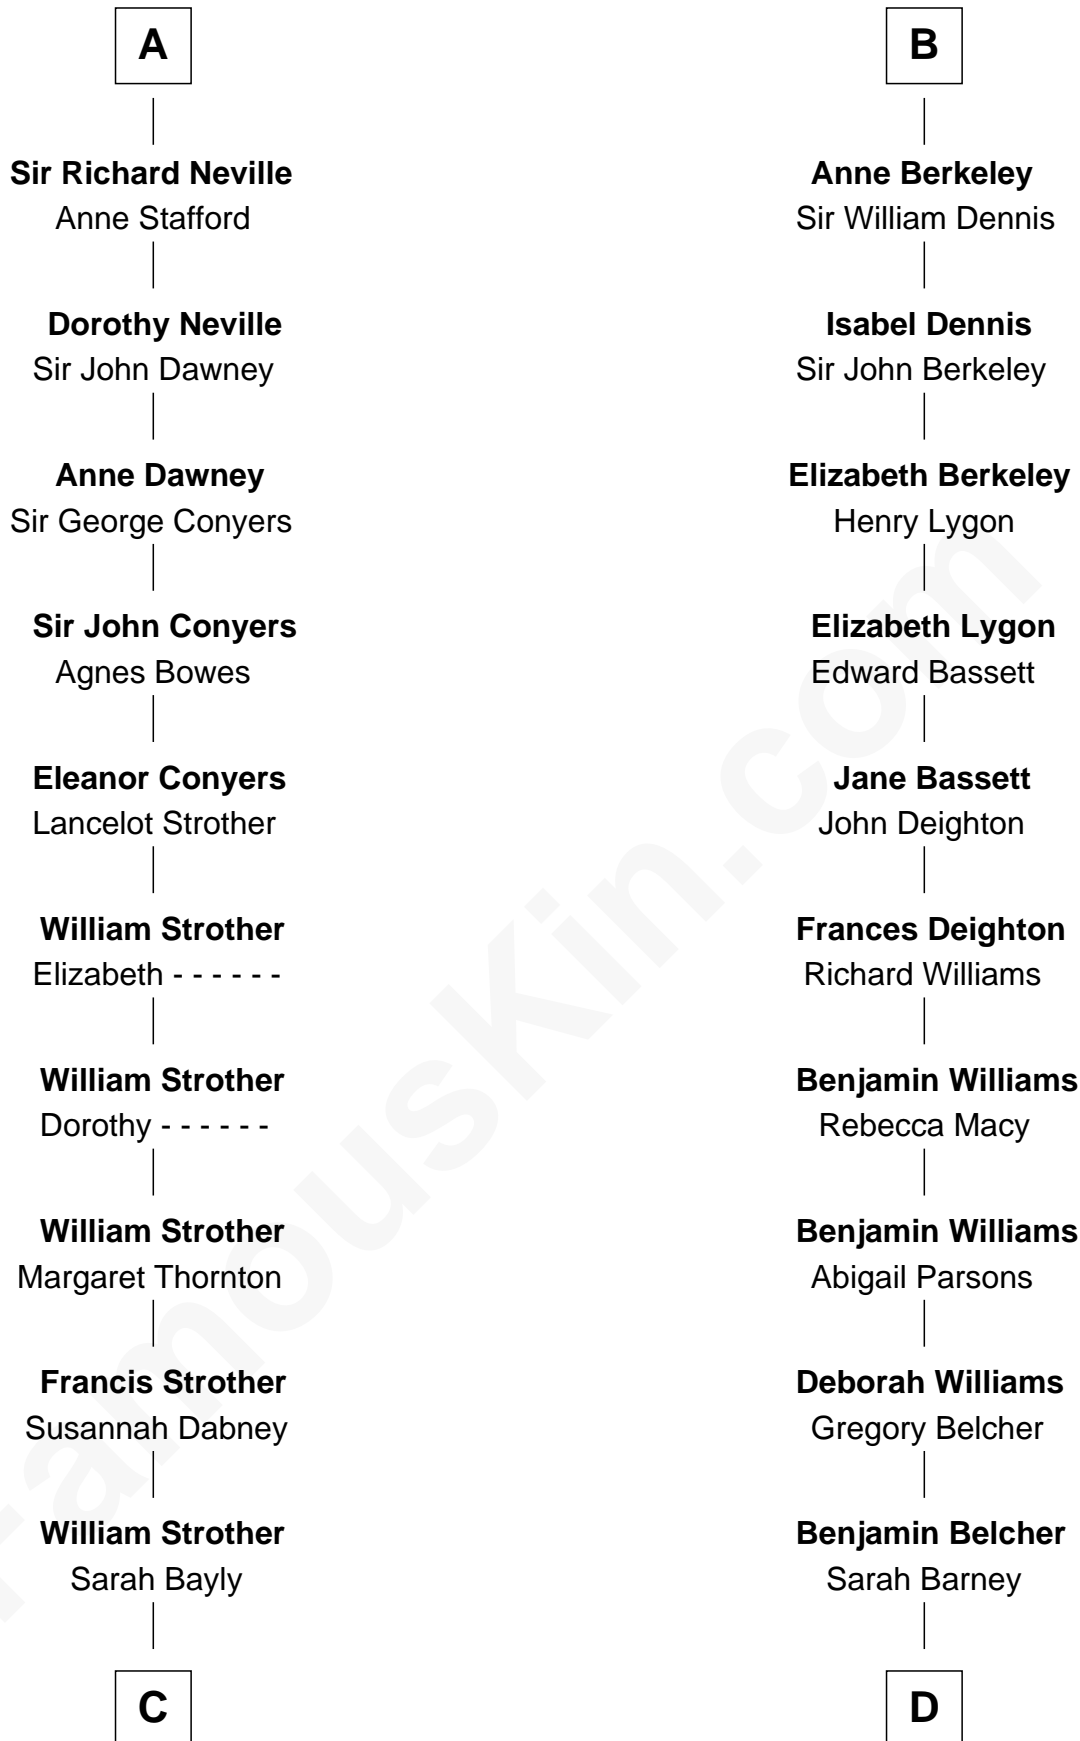 A
Sir Richard Neville
Anne Stafford
Dorothy Neville
Sir John Dawney
Anne Dawney
Sir George Conyers
Sir John Conyers
Agnes Bowes
Eleanor Conyers
Lancelot Strother
William Strother
Elizabeth - - - - - -
William Strother
Dorothy - - - - - -
William Strother
Margaret Thornton
Francis Strother
Susannah Dabney
William Strother
Sarah Bayly
C
B
Anne Berkeley
Sir William Dennis
Isabel Dennis
Sir John Berkeley
Elizabeth Berkeley
Henry Lygon
Elizabeth Lygon
Edward Bassett
Jane Bassett
John Deighton
Frances Deighton
Richard Williams
Benjamin Williams
Rebecca Macy
Benjamin Williams
Abigail Parsons
Deborah Williams
Gregory Belcher
Benjamin Belcher
Sarah Barney
D
FamousKin.com